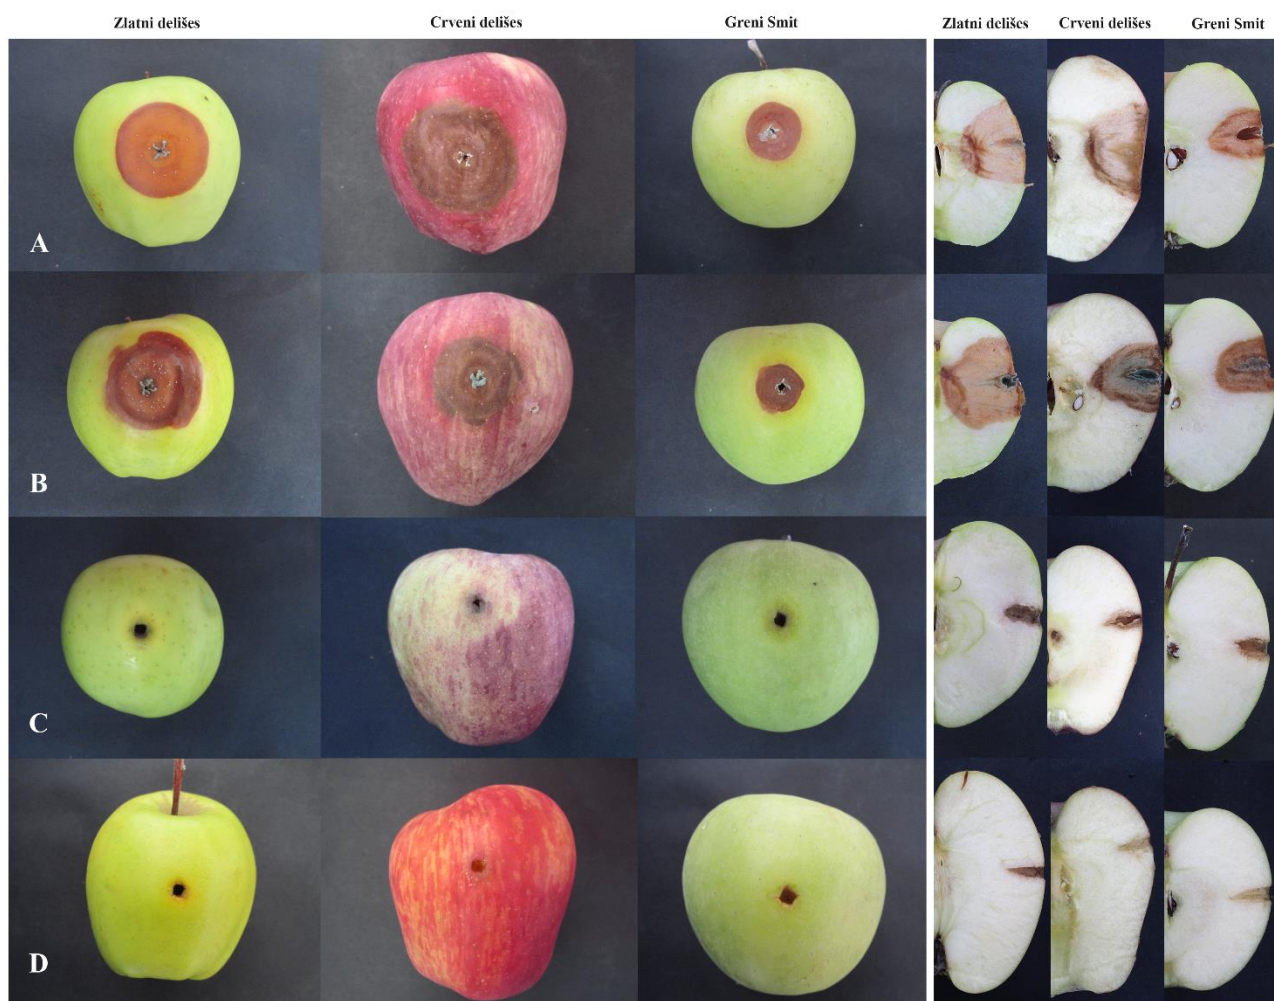 Zlatni delišes Crveni delišes Greni Smit Zlatni delišes Crveni delišes Greni Smit
A
B
C
D